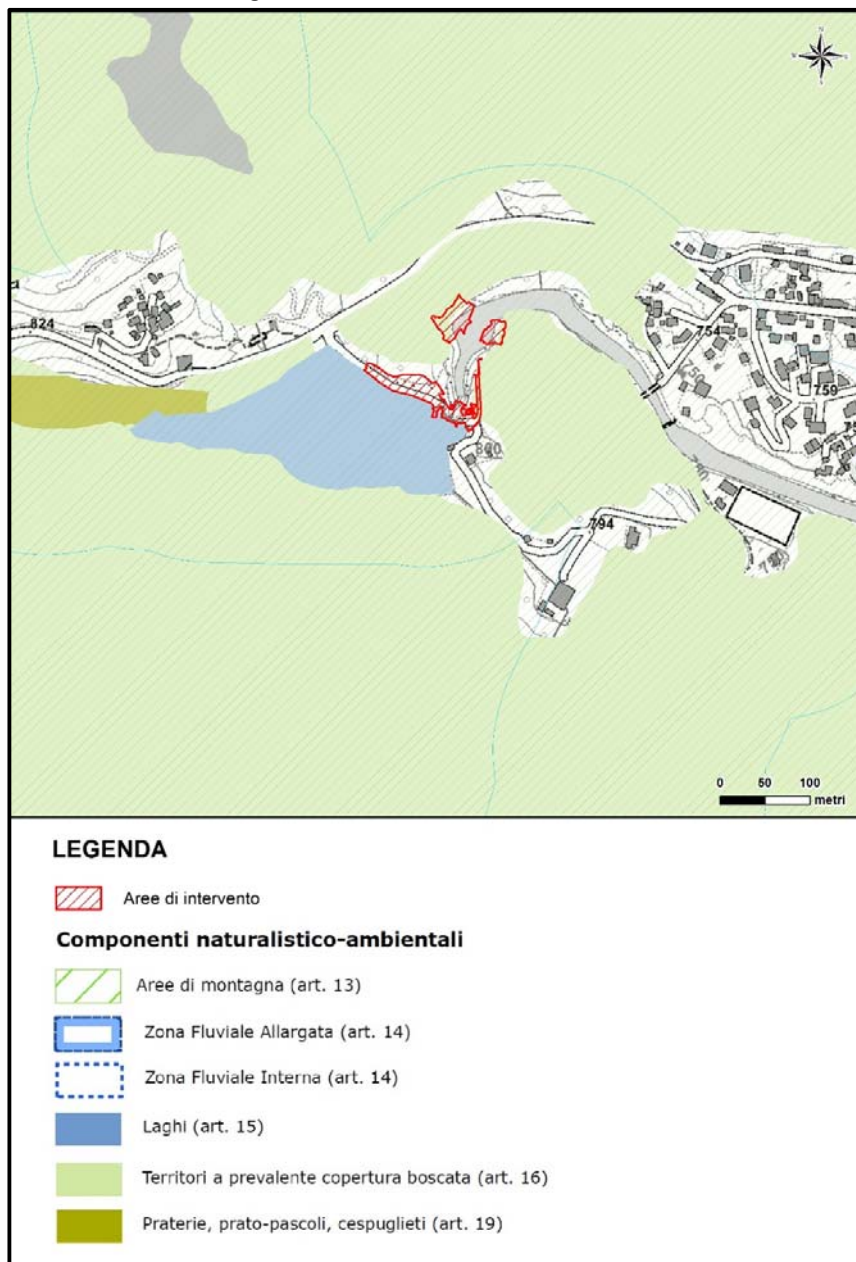 N
824
754
759
800
794
0 50 100
metri
LEGENDA
Aree di intervento
Componenti naturalistico-ambientali
Aree di montagna (art. 13)
Zona Fluviale Allargata (art. 14)
Zona Fluviale Interna (art. 14)
Laghi (art. 15)
Territori a prevalente copertura boscata (art. 16)
Praterie, prato-pascoli, cespuglieti (art. 19)